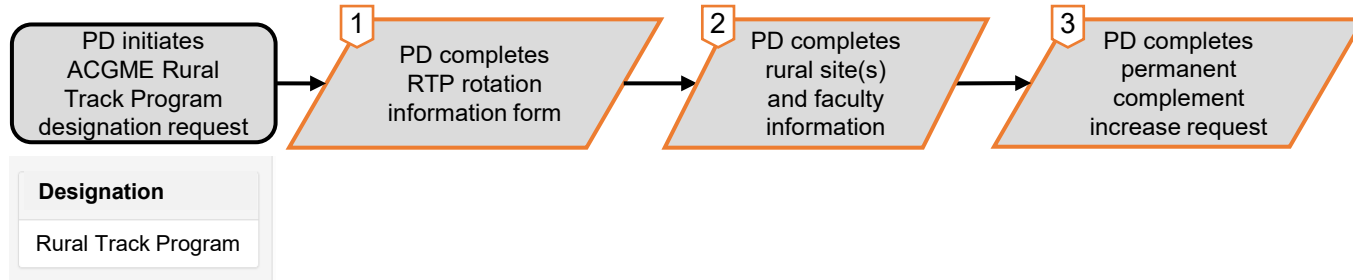 PD initiates
ACGME Rural
Track Program
designation request
1
PD completes
RTP rotation
information form
2
PD completes
rural site(s)
and faculty
information
3
PD completes
permanent
complement
increase request
Designation
Rural Track Program